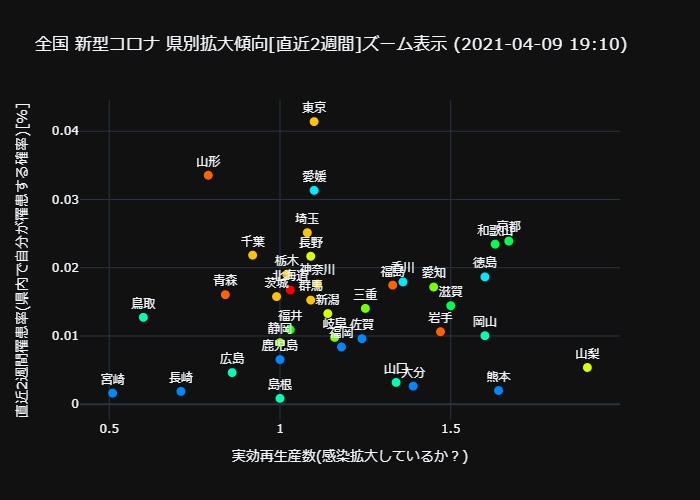 全国 新型コロナ 県別拡大傾向[直近2週間]ズーム表示 (2021-04-09 19:10)
直近2週間罹患率(県内で自分が罹患する確率)[%]
0.04
0.03
0.02
0.01
0
東京
山形
愛媛
埼玉
京都
和歌山
千葉
長野
栃木
徳島
北海道
神奈川
香川
福島
愛知
青森
茨城
群馬
滋賀
三重
新潟
鳥取
福井
岐阜
佐賀
岩手
岡山
静岡
福岡
鹿児島
広島
山梨
宮崎
長崎
島根
山口
大分
熊本
0.5
1
1.5
実効再生産数(感染拡大しているか？)